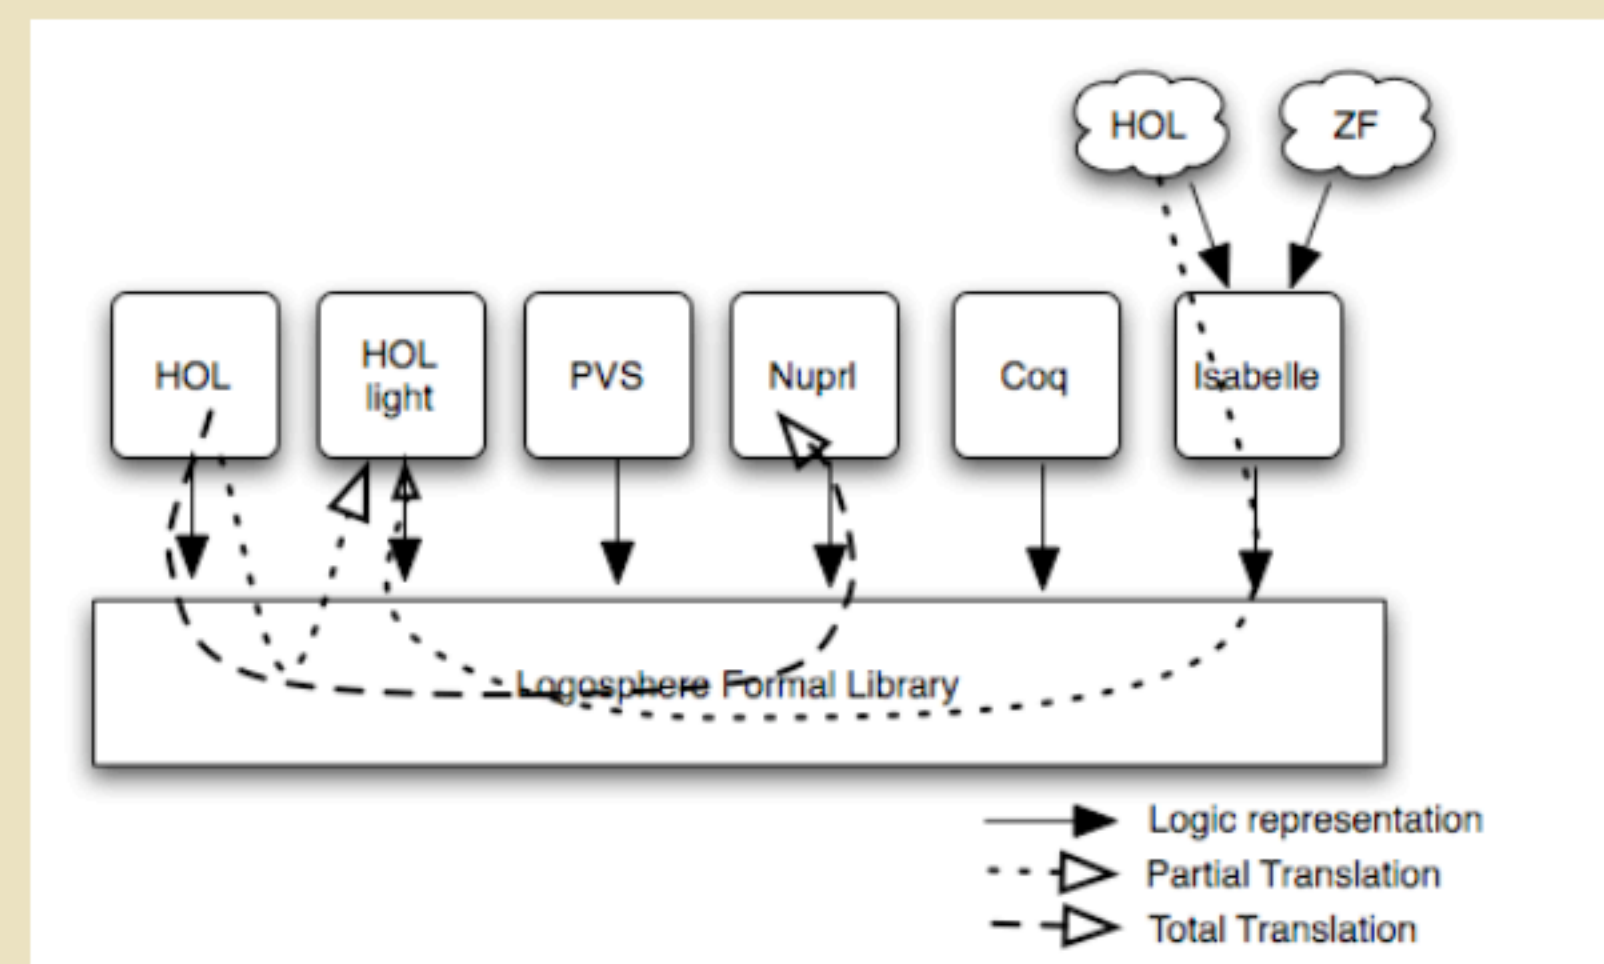 HOL
ZF
HOL
HOL
light
PVS
Nuprl
Coq
Isabelle
Logosphere Formal Library
Logic representation
Partial Translation
Total Translation